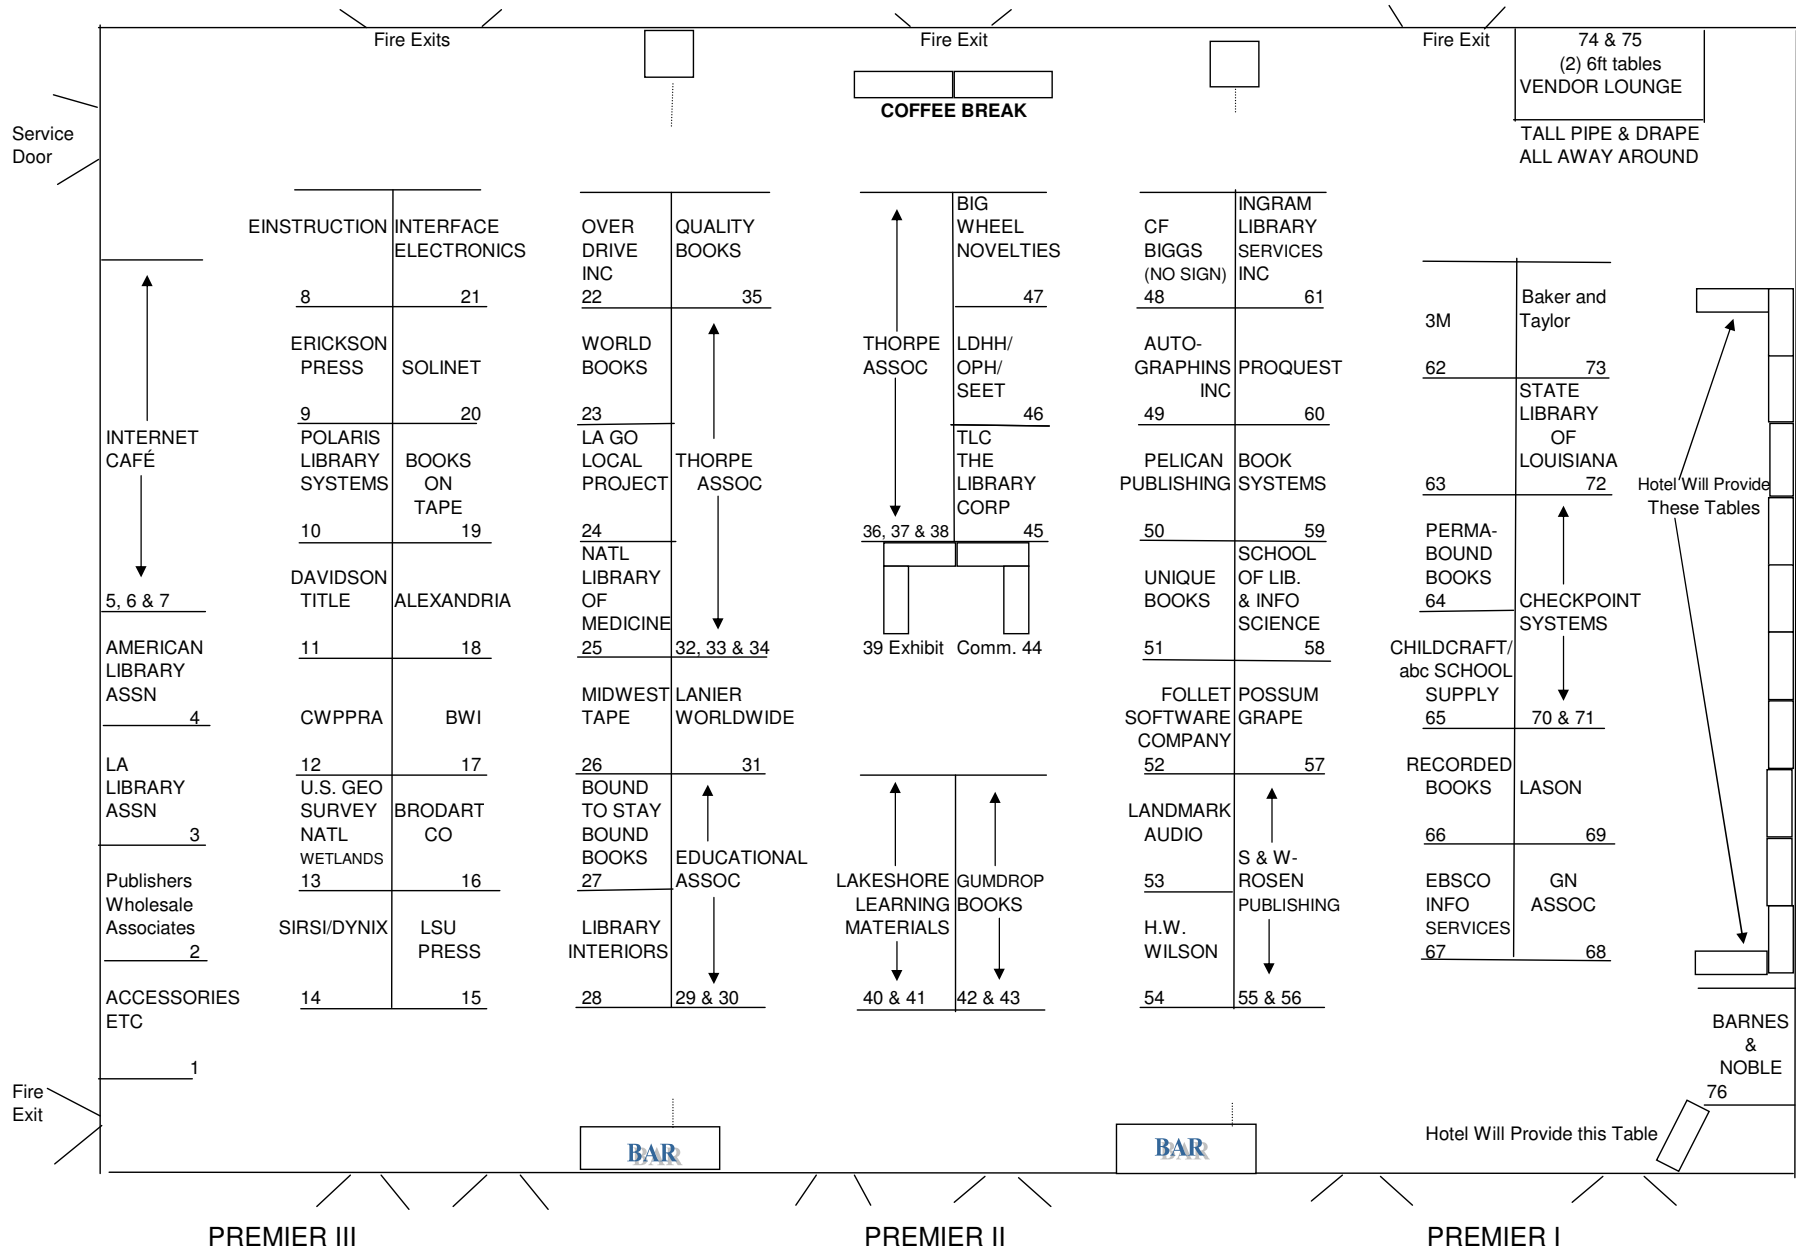 Fire Exits
Fire Exit
Fire Exit
74 & 75
(2) 6ft tables
VENDOR LOUNGE
TALL PIPE & DRAPE
ALL AWAY AROUND
COFFEE BREAK
Service
Door
INTERNET
CAFÉ
5, 6 & 7
AMERICAN
LIBRARY
ASSN
4
LA
LIBRARY
ASSN
3
Publishers
Wholesale
Associates
2
ACCESSORIES
ETC
1
Fire
Exit
EINSTRUCTION
8
ERICKSON
PRESS
9
POLARIS
LIBRARY
SYSTEMS
10
DAVIDSON
TITLE
11
CWPPRA
12
U.S. GEO
SURVEY
NATL
WETLANDS
13
SIRSI/DYNIX
14
INTERFACE
ELECTRONICS
21
SOLINET
20
BOOKS
ON
TAPE
19
ALEXANDRIA
18
BWI
17
BRODART
CO
16
LSU
PRESS
15
OVER
DRIVE
INC
22
WORLD
BOOKS
23
LA GO
LOCAL
PROJECT
24
NATL
LIBRARY
OF
MEDICINE
25
MIDWEST
TAPE
26
BOUND
TO STAY
BOUND
BOOKS
27
LIBRARY
INTERIORS
28
QUALITY
BOOKS
35
THORPE
ASSOC
32, 33 & 34
LANIER
WORLDWIDE
31
EDUCATIONAL
ASSOC
29 & 30
THORPE
ASSOC
36, 37 & 38
BIG
WHEEL
NOVELTIES
47
LDHH/
OPH/
SEET
46
TLC
THE
LIBRARY
CORP
45
39 Exhibit Comm. 44
LAKESHORE
LEARNING
MATERIALS
40 & 41
GUMDROP
BOOKS
42 & 43
CF
BIGGS
(NO SIGN)
48
AUTO-
GRAPHINS
INC
49
PELICAN
PUBLISHING
50
UNIQUE
BOOKS
51
FOLLET
SOFTWARE
COMPANY
52
LANDMARK
AUDIO
53
H.W.
WILSON
54
INGRAM
LIBRARY
SERVICES
INC
61
PROQUEST
60
BOOK
SYSTEMS
59
SCHOOL
OF LIB.
& INFO
SCIENCE
58
POSSUM
GRAPE
57
S & W-
ROSEN
PUBLISHING
55 & 56
3M
62
63
PERMA-
BOUND
BOOKS
64
CHILDCRAFT/
abc SCHOOL
SUPPLY
65
RECORDED
BOOKS
66
EBSCO
INFO
SERVICES
67
Baker and
Taylor
73
STATE
LIBRARY
OF
LOUISIANA
72
CHECKPOINT
SYSTEMS
70 & 71
LASON
69
GN
ASSOC
68
Hotel Will Provide
These Tables
BARNES
&
NOBLE
76
Hotel Will Provide this Table
BAR
BAR
PREMIER III
PREMIER II
PREMIER I